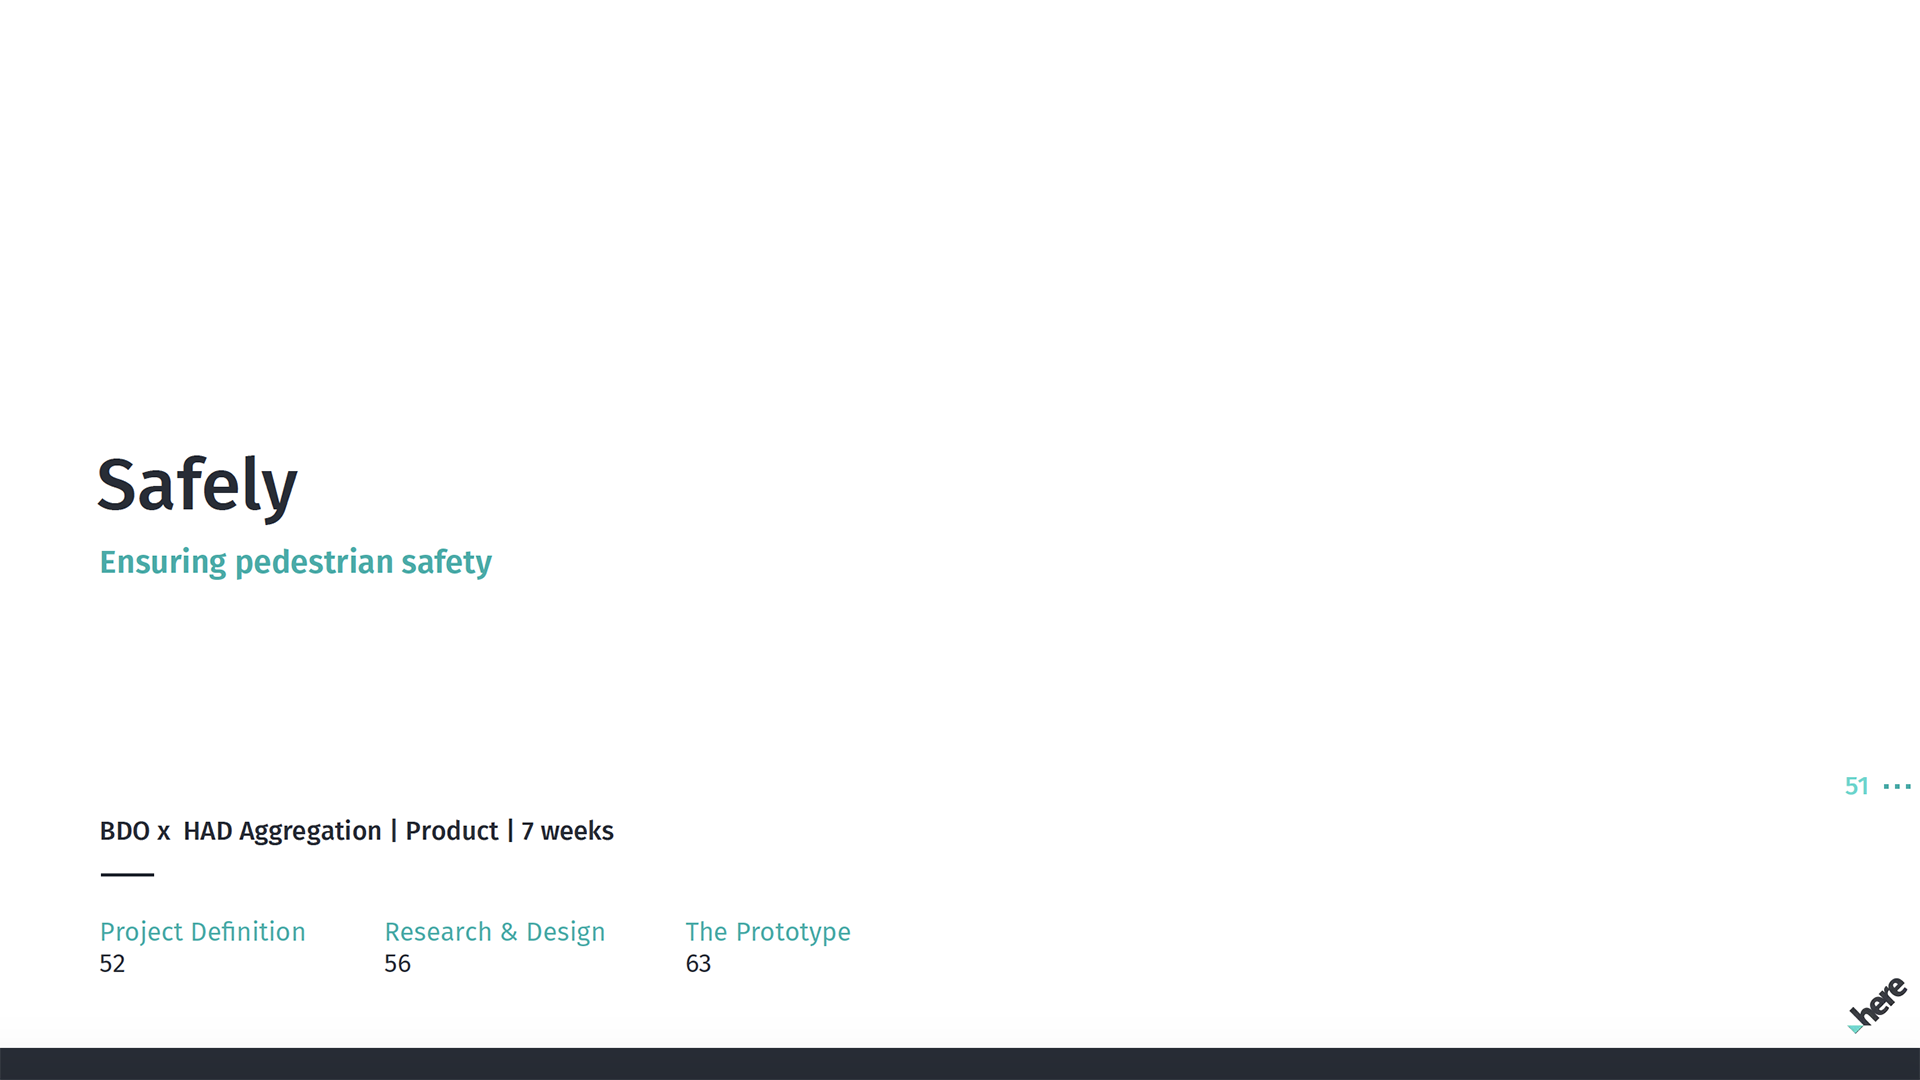 Safely
Ensuring pedestrian safety
51 ...
BDO x HAD Aggregation | Product | 7 weeks
Project Definition
52
Research & Design
56
The Prototype
63
here